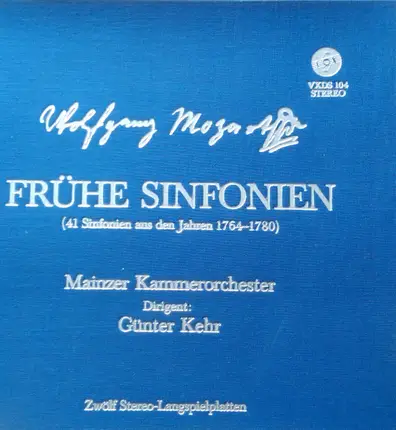 VOX
VXDS 104
STEREO
Wolfgang Mozart
FRÜHE SINFONIEN
(41 Sinfonien aus den Jahren 1764-1780)
Mainzer Kammerorchester
Dirigent:
Günter Kehr
Zwölf Stereo-Langspielplatten